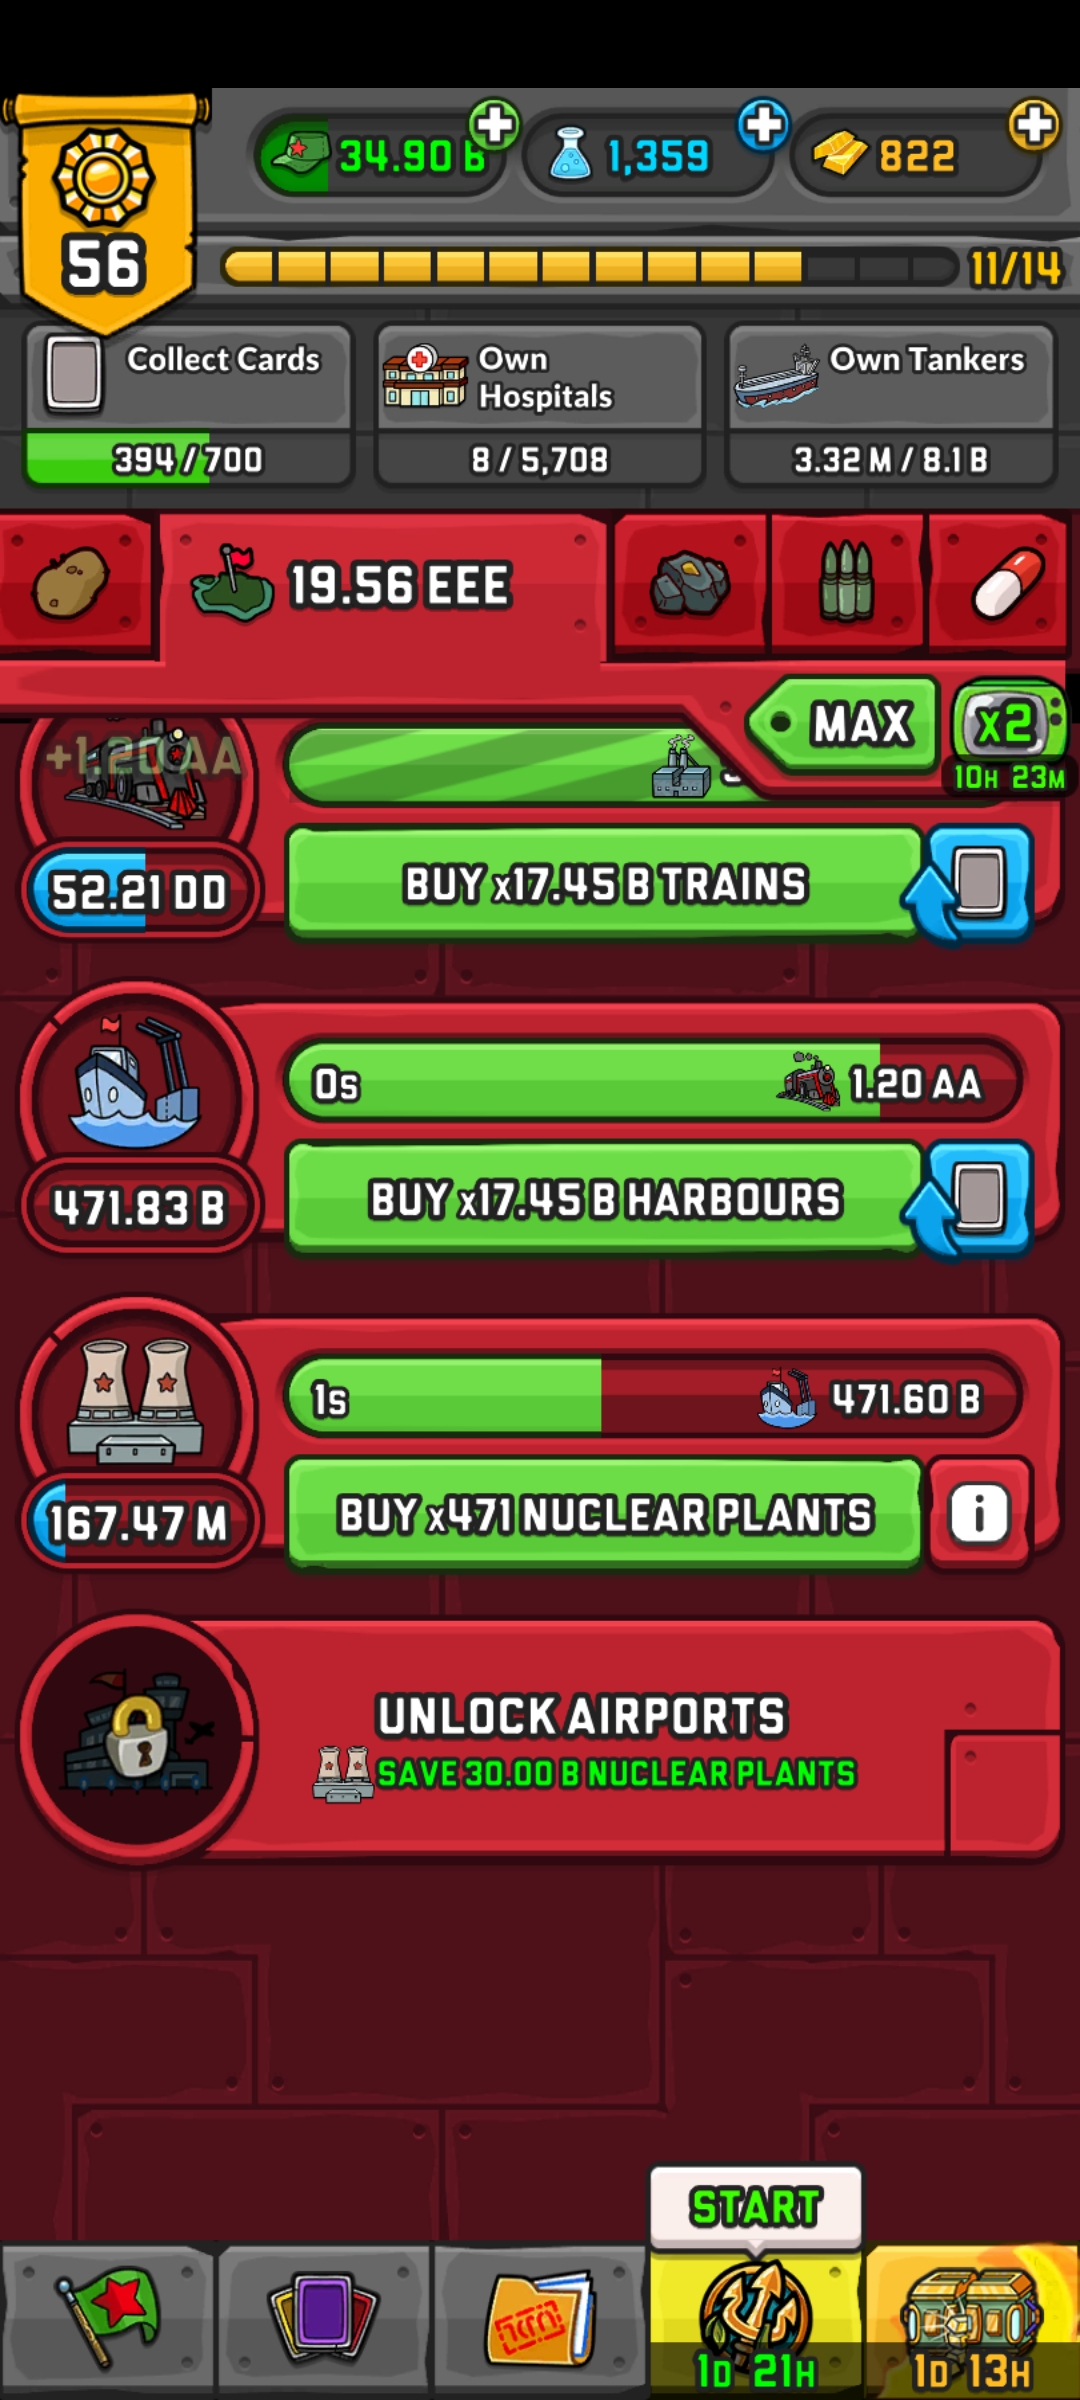 56
34.90 B
1,359
822
11/14
Collect Cards
394/700
Own
Hospitals
8/5,708
Own Tankers
3.32 M/8.1 B
19.56 EEE
MAX
x2
10H 23M
+1.20 AA
52.21 DD
BUY x17.45 B TRAINS
0s
1.20 AA
471.83 B
BUY x17.45 B HARBOURS
1s
471.60 B
167.47 M
BUY x471 NUCLEAR PLANTS
i
UNLOCK AIRPORTS
SAVE 30.00 B NUCLEAR PLANTS
START
1D 21H
1D 13H